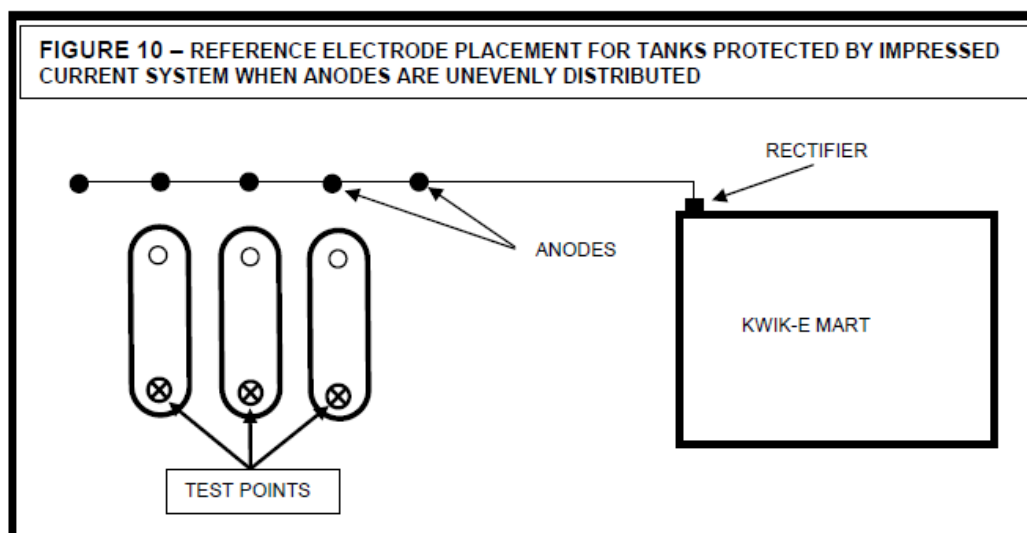 FIGURE 10 – REFERENCE ELECTRODE PLACEMENT FOR TANKS PROTECTED BY IMPRESSED
CURRENT SYSTEM WHEN ANODES ARE UNEVENLY DISTRIBUTED
RECTIFIER
ANODES
KWIK-E MART
TEST POINTS